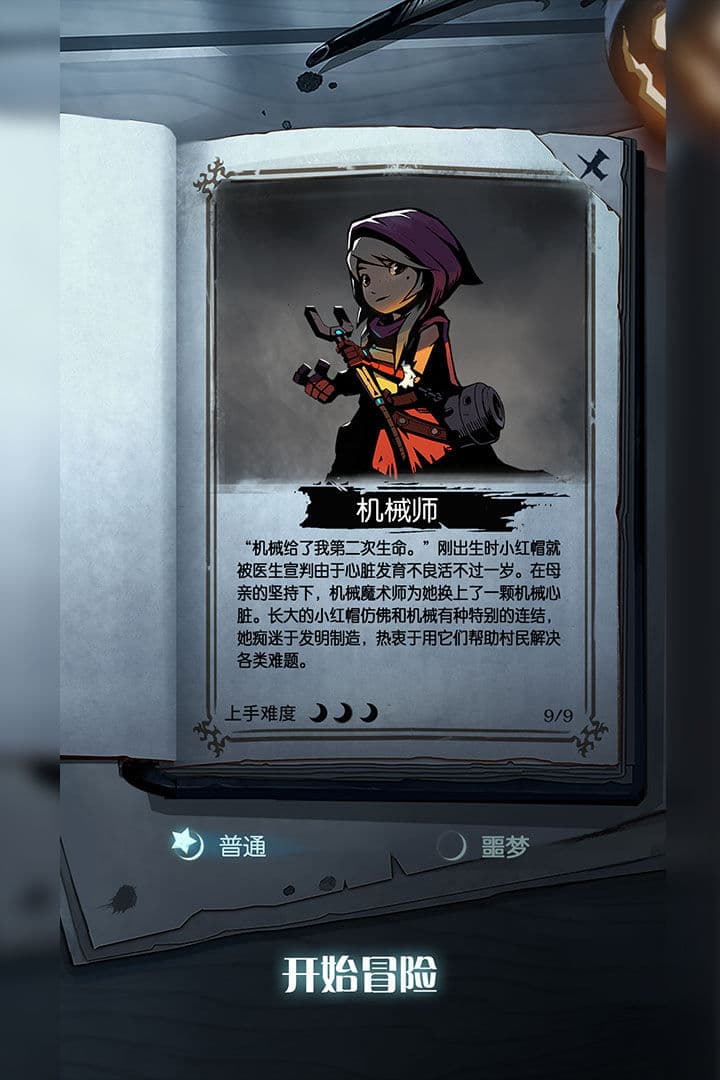 机械师
“机械给了我第二次生命。”刚出生时小红帽就
被医生宣判由于心脏发育不良活不过一岁。在母
亲的坚持下，机械魔术师为她换上了一颗机械心
脏。长大的小红帽仿佛和机械有种特别的连结，
她痴迷于发明制造，热衷于用它们帮助村民解决
各类难题。
上手难度 9/9
普通 噩梦
开始冒险